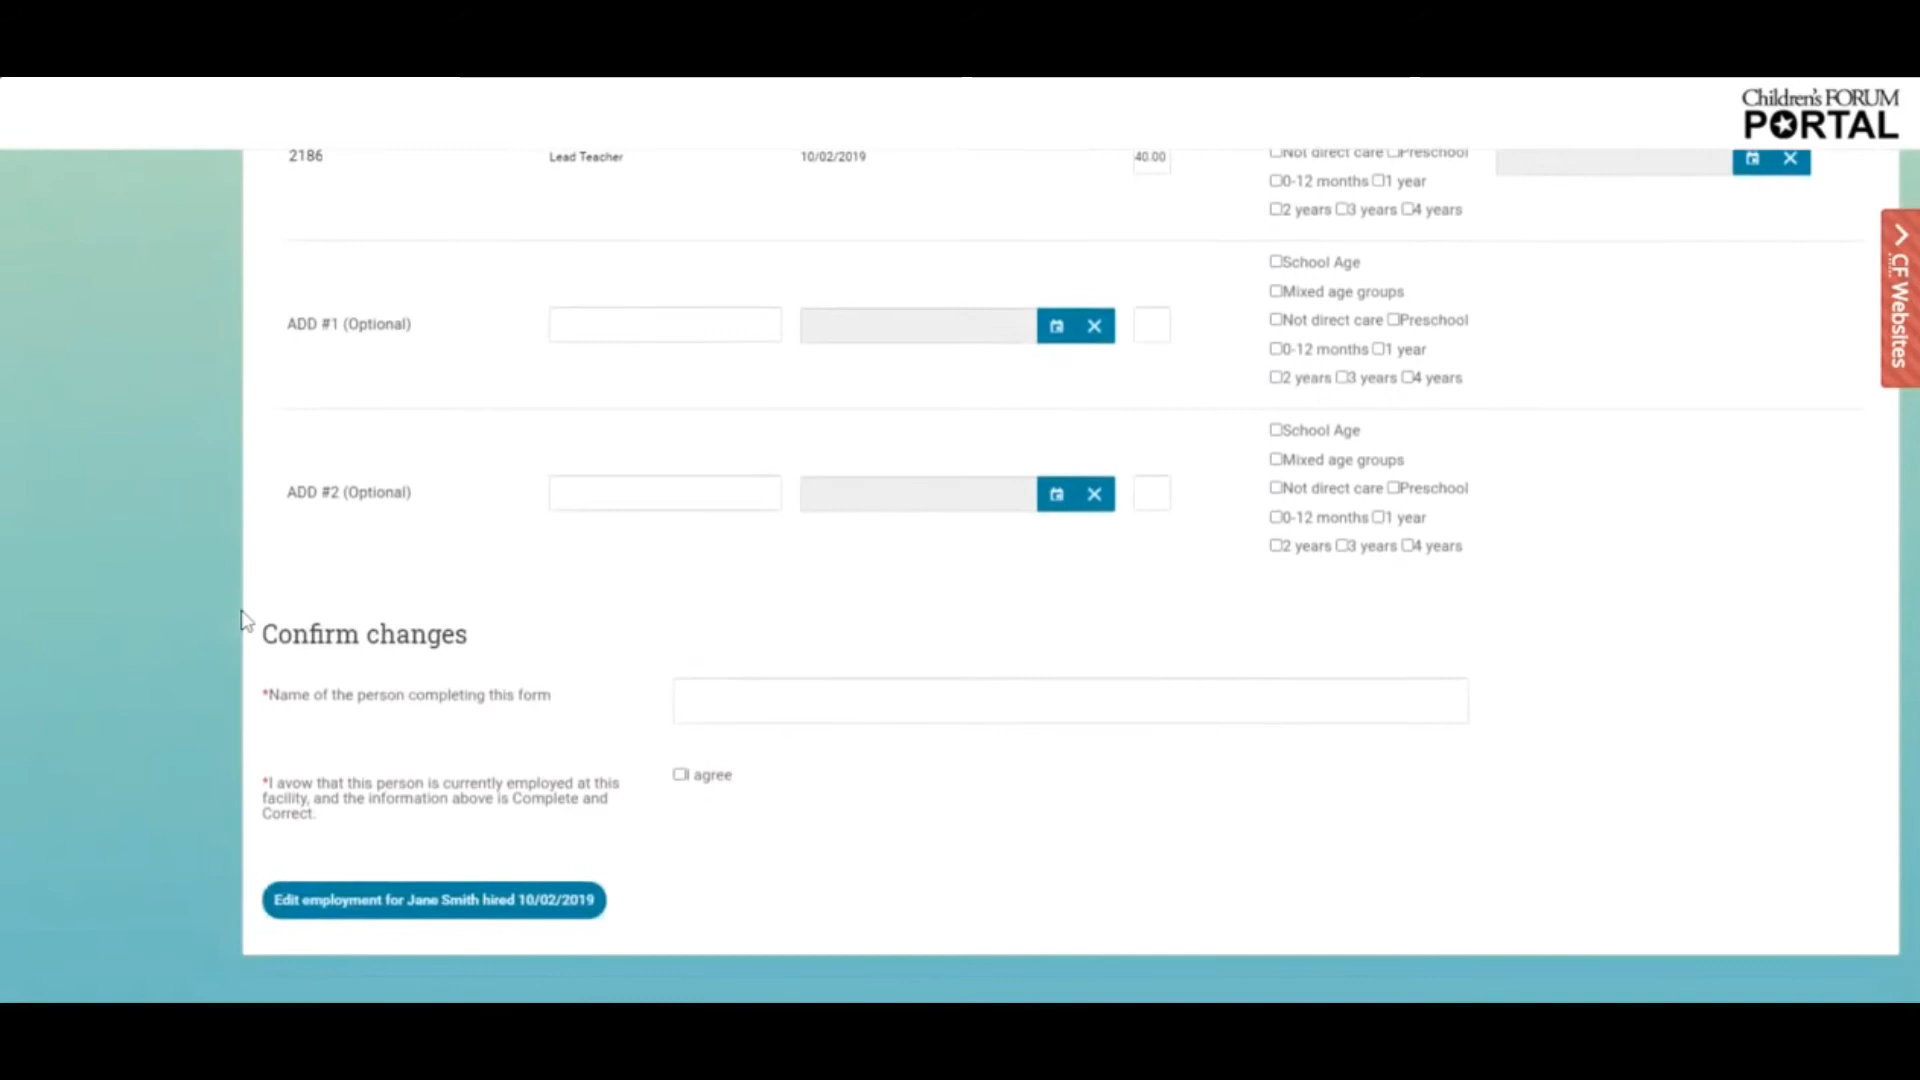 Children's FORUM
PORTAL
2186 Lead Teacher 10/02/2019 40.00 Not direct care Preschool
0-12 months 1 year
2 years 3 years 4 years
School Age
Mixed age groups
ADD #1 (Optional) Not direct care Preschool
0-12 months 1 year
2 years 3 years 4 years
School Age
Mixed age groups
ADD #2 (Optional) Not direct care Preschool
0-12 months 1 year
2 years 3 years 4 years
CF Websites
Confirm changes
*Name of the person completing this form
*I avow that this person is currently employed at this
facility, and the information above is Complete and
Correct.
I agree
Edit employment for Jane Smith hired 10/02/2019